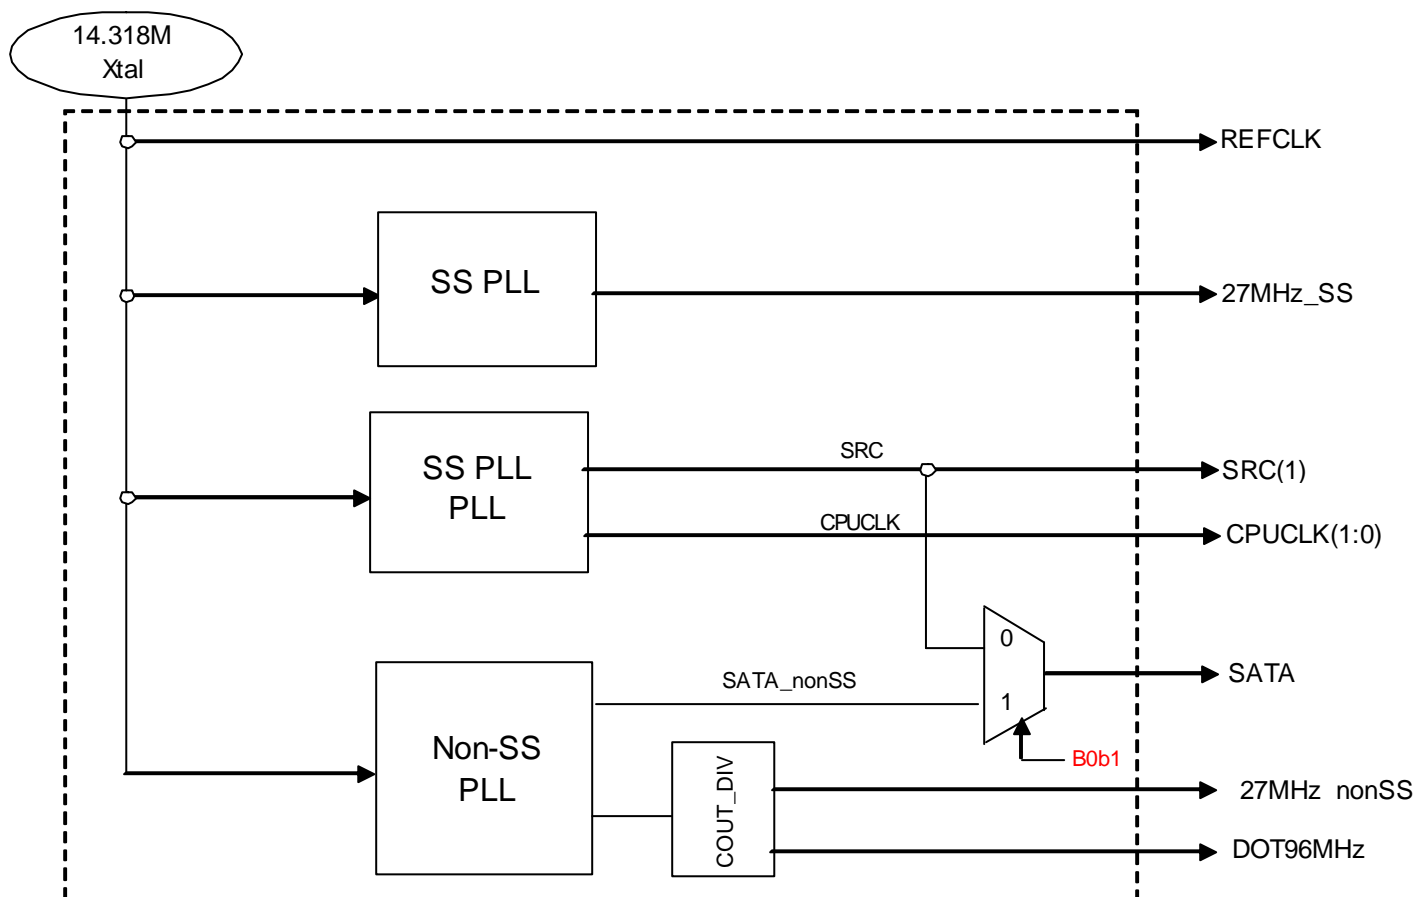 14.318M
Xtal
REFCLK
SS PLL
27MHz_SS
SRC
SS PLL
PLL
SRC(1)
CPUCLK
CPUCLK(1:0)
0
SATA_nonSS
SATA
1
Non-SS
PLL
B0b1
COUT_DIV
27MHz nonSS
DOT96MHz